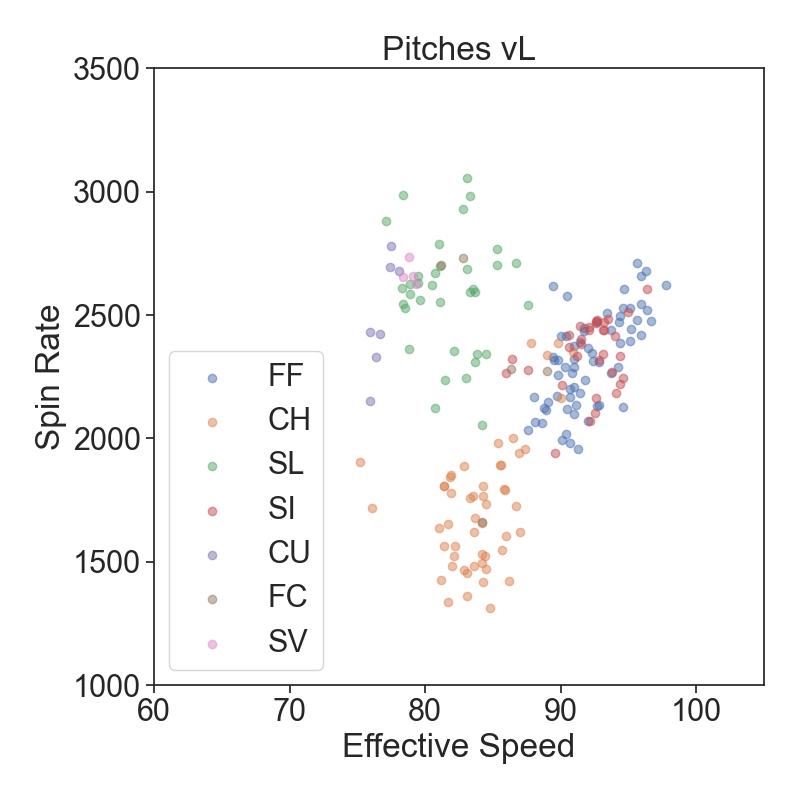 Pitches vL
3500
3000
2500
2000
1500
1000
Spin Rate
FF
CH
SL
SI
CU
FC
SV
60 70 80 90 100
Effective Speed